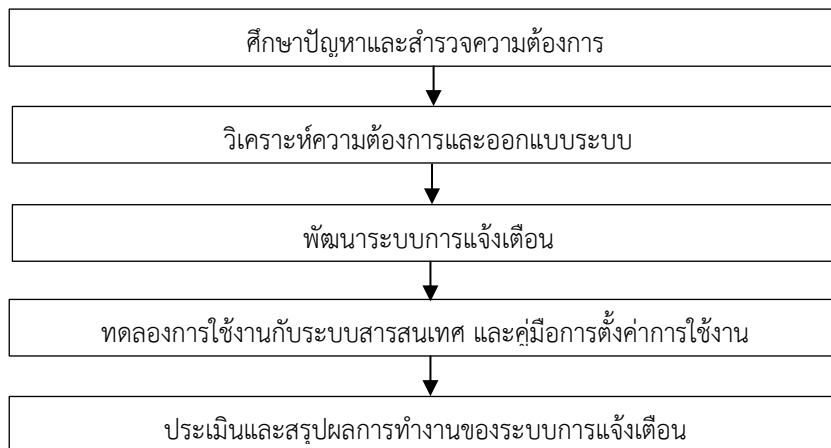 ศึกษาปัญหาและสำรวจความต้องการ
วิเคราะห์ความต้องการและออกแบบระบบ
พัฒนาระบบการแจ้งเตือน
ทดลองการใช้งานกับระบบสารสนเทศ และคู่มือการตั้งค่าการใช้งาน
ประเมินและสรุปผลการทำงานของระบบการแจ้งเตือน